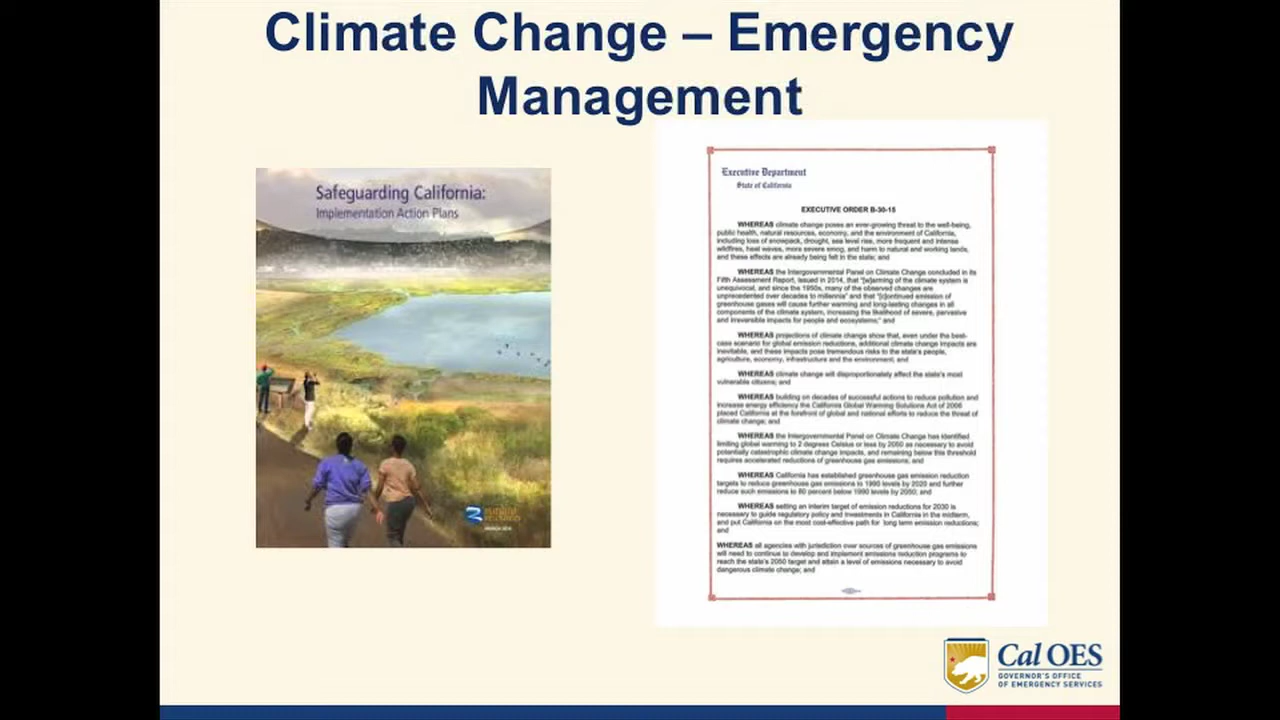 Climate Change – Emergency
Management
Safeguarding California:
Implementation Action Plans
Executive Department
State of California
EXECUTIVE ORDER B-30-15
WHEREAS climate change poses an ever-growing threat to the well-being,
public health, natural resources, economy, and the environment of California,
including loss of snowpack, drought, sea level rise, more frequent and intense
wildfires, heat waves, more severe smog, and harm to natural and working lands,
and these effects are already being felt in the state; and
WHEREAS the Intergovernmental Panel on Climate Change concluded in its
Fifth Assessment Report, issued in 2014, that "[w]arming of the climate system is
unequivocal, and since the 1950s, many of the observed changes are
unprecedented over decades to millennia" and that "[c]ontinued emission of
greenhouse gases will cause further warming and long-lasting changes in all
components of the climate system, increasing the likelihood of severe, pervasive
and irreversible impacts for people and ecosystems;" and
WHEREAS projections of climate change show that, even under the best-
case scenario for global emission reductions, additional climate change impacts are
inevitable, and these impacts pose tremendous risks to the state's people,
agriculture, economy, infrastructure and the environment; and
WHEREAS climate change will disproportionately affect the state's most
vulnerable citizens; and
WHEREAS building on decades of successful actions to reduce pollution and
increase energy efficiency the California Global Warming Solutions Act of 2006
placed California at the forefront of global and national efforts to reduce the threat of
climate change; and
WHEREAS the Intergovernmental Panel on Climate Change has identified
limiting global warming to 2 degrees Celsius or less by 2050 as necessary to avoid
potentially catastrophic climate change impacts, and remaining below this threshold
requires accelerated reductions of greenhouse gas emissions; and
WHEREAS California has established greenhouse gas emission reduction
targets to reduce greenhouse gas emissions to 1990 levels by 2020 and further
reduce such emissions to 80 percent below 1990 levels by 2050; and
WHEREAS setting an interim target of emission reductions for 2030 is
necessary to guide regulatory policy and investments in California in the midterm,
and put California on the most cost-effective path for long term emission reductions;
and
WHEREAS all agencies with jurisdiction over sources of greenhouse gas emissions
will need to continue to develop and implement emissions reduction programs to
reach the state's 2050 target and attain a level of emissions necessary to avoid
dangerous climate change; and
Cal OES
GOVERNOR'S OFFICE
OF EMERGENCY SERVICES